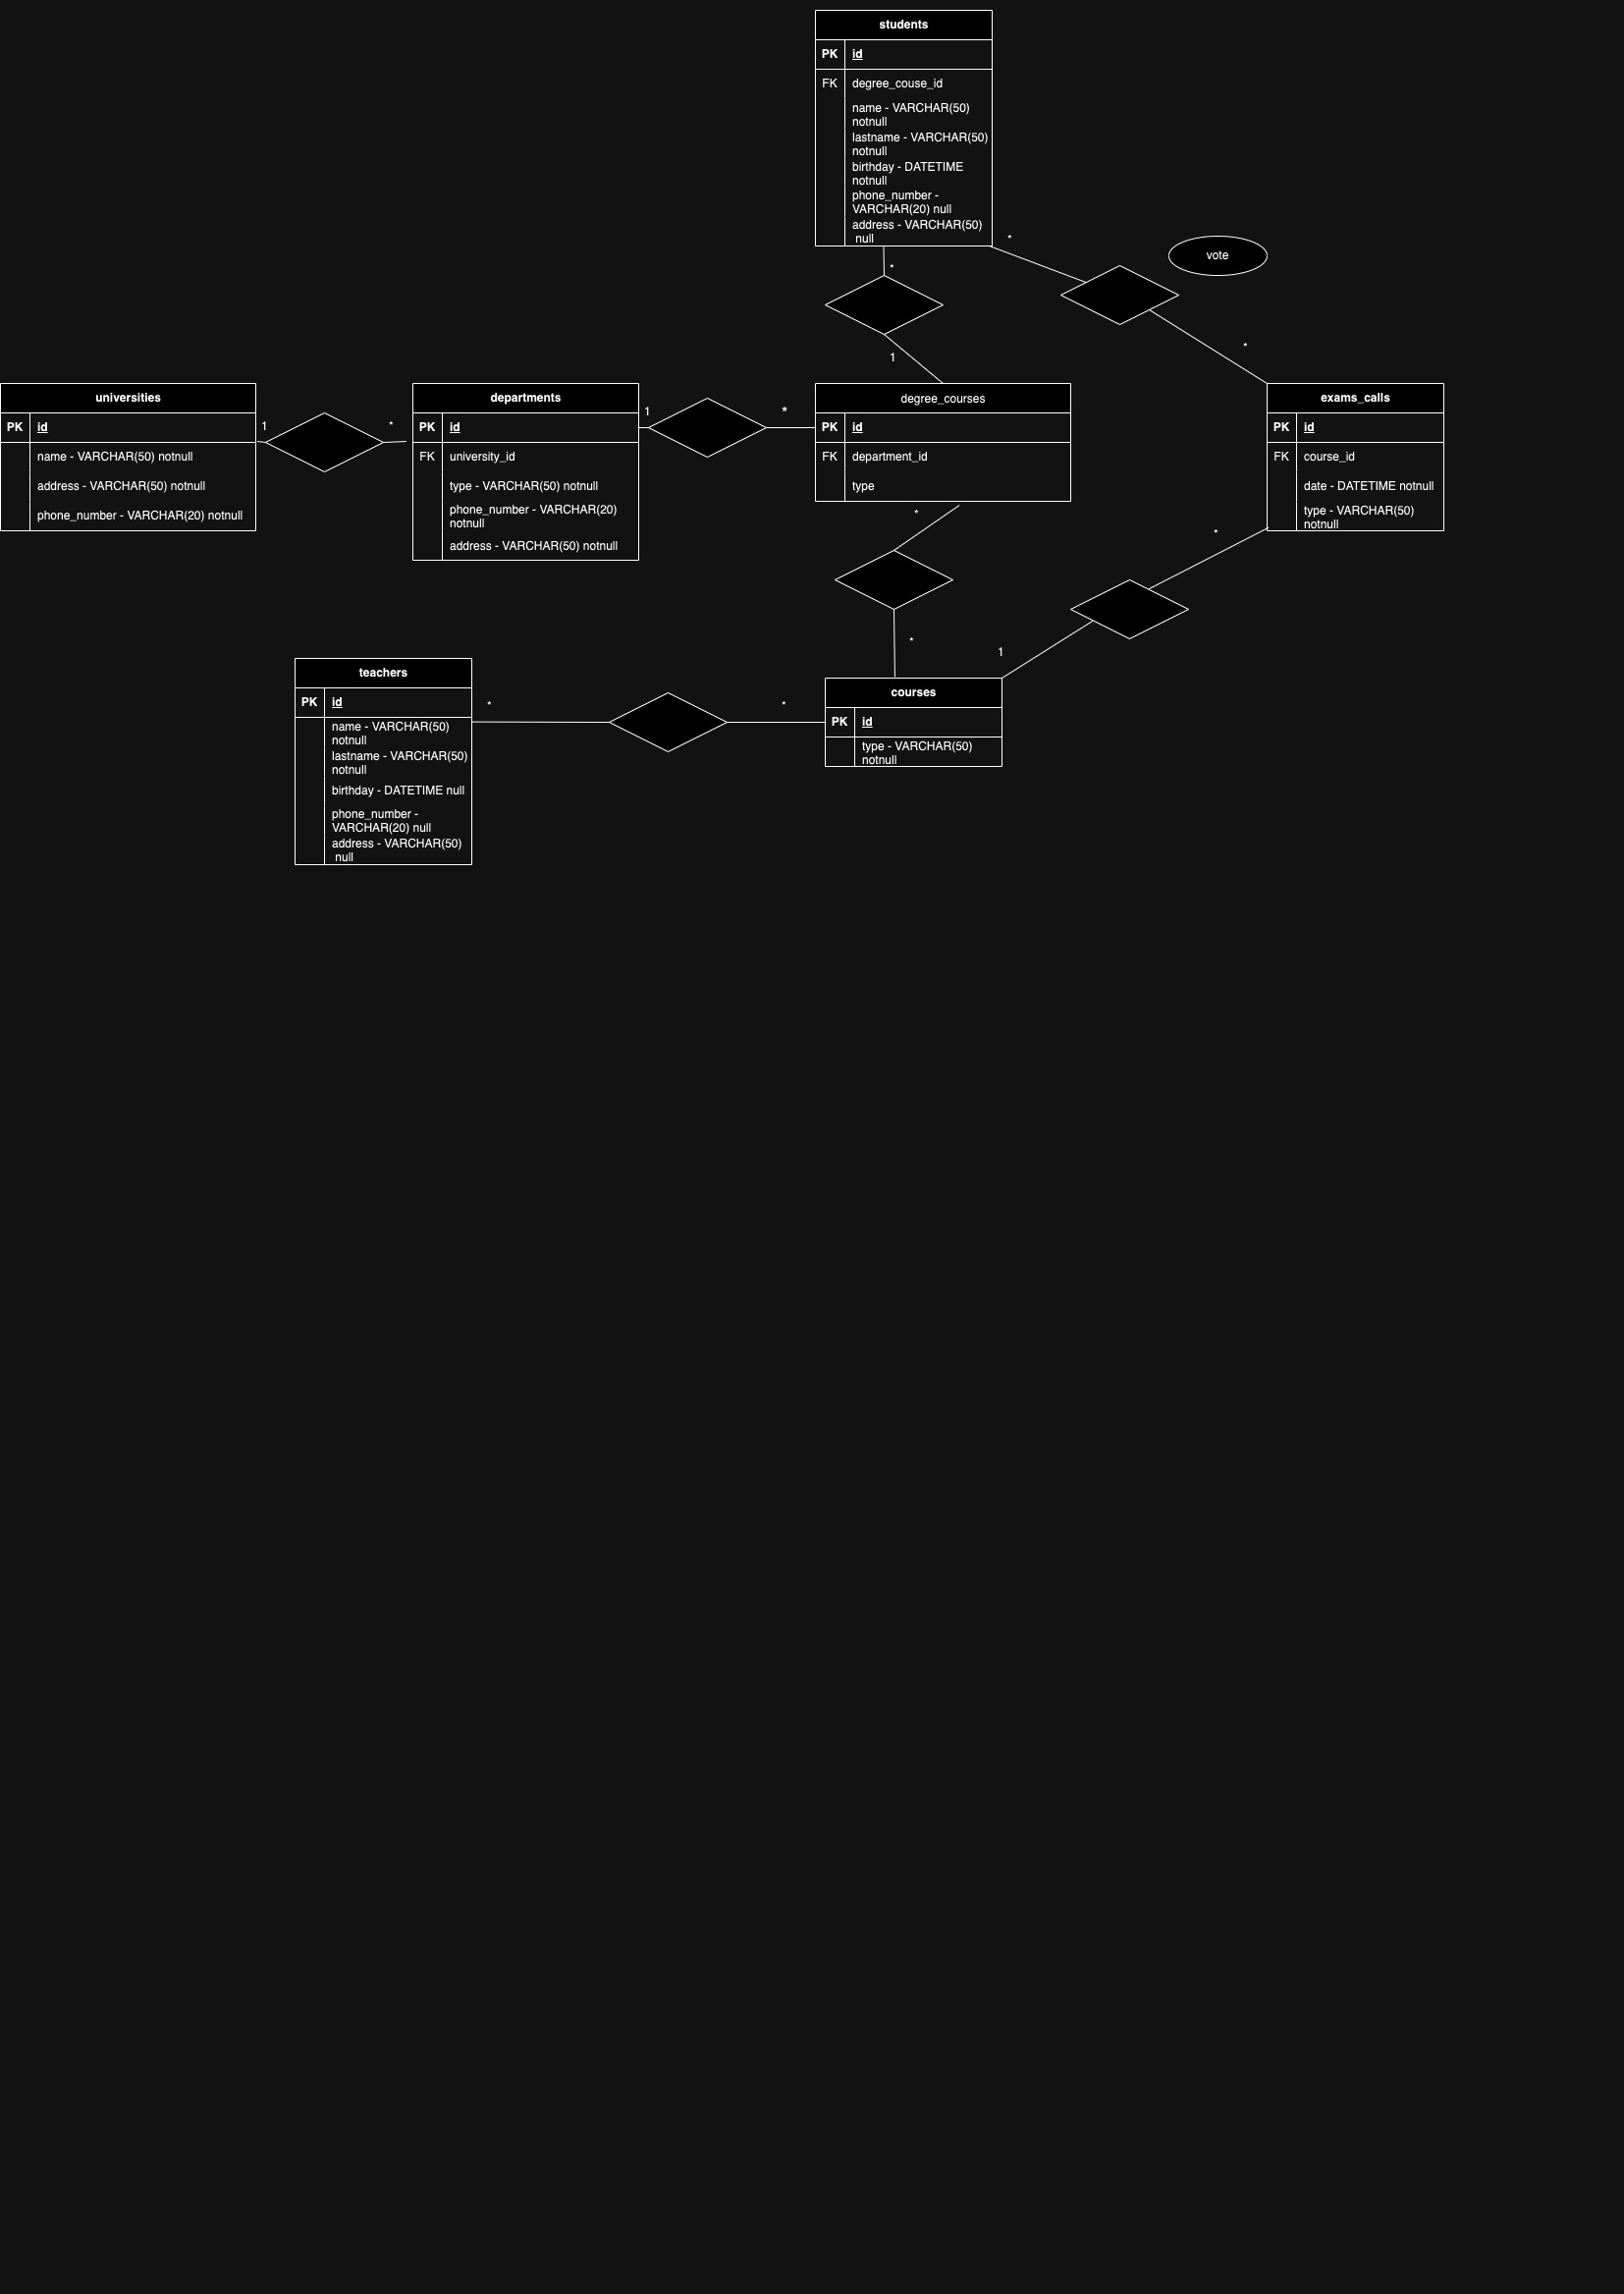 students
PK id
FK degree_couse_id
name - VARCHAR(50)
notnull
lastname - VARCHAR(50)
notnull
birthday - DATETIME
notnull
phone_number -
VARCHAR(20) null
address - VARCHAR(50)
null
*
*
vote
1
*
universities
PK id
name - VARCHAR(50) notnull
address - VARCHAR(50) notnull
phone_number - VARCHAR(20) notnull
1
*
departments
PK id
FK university_id
type - VARCHAR(50) notnull
phone_number - VARCHAR(20)
notnull
address - VARCHAR(50) notnull
1
*
degree_courses
PK id
FK department_id
type
exams_calls
PK id
FK course_id
date - DATETIME notnull
type - VARCHAR(50)
notnull
*
*
*
1
teachers
PK id
name - VARCHAR(50)
notnull
lastname - VARCHAR(50)
notnull
birthday - DATETIME null
phone_number -
VARCHAR(20) null
address - VARCHAR(50)
null
*
*
courses
PK id
type - VARCHAR(50)
notnull